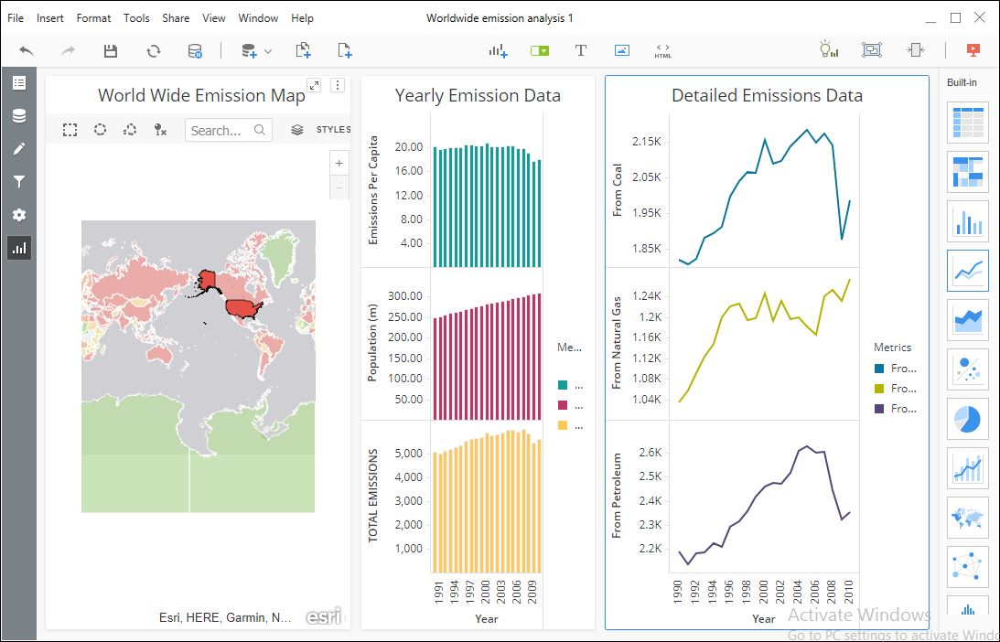 File Insert Format Tools Share View Window Help
Worldwide emission analysis 1
HTML
World Wide Emission Map
Search...
STYLES
+
−
Esri, HERE, Garmin, N...
esri
Yearly Emission Data
Emissions Per Capita
20.00
16.00
12.00
8.00
4.00
Population (m)
300.00
250.00
200.00
150.00
100.00
50.00
TOTAL EMISSIONS
5,000
4,000
3,000
2,000
1,000
1991 1994 1997 2000 2003 2006 2009
Year
Me...
...
...
...
Detailed Emissions Data
From Coal
2.15K
2.05K
1.95K
1.85K
From Natural Gas
1.24K
1.2K
1.16K
1.12K
1.08K
1.04K
From Petroleum
2.6K
2.5K
2.4K
2.3K
2.2K
1990 1992 1994 1996 1998 2000 2002 2004 2006 2008 2010
Year
Metrics
Fro...
Fro...
Fro...
Built-in
Activate Windows
Go to PC settings to activate Windo